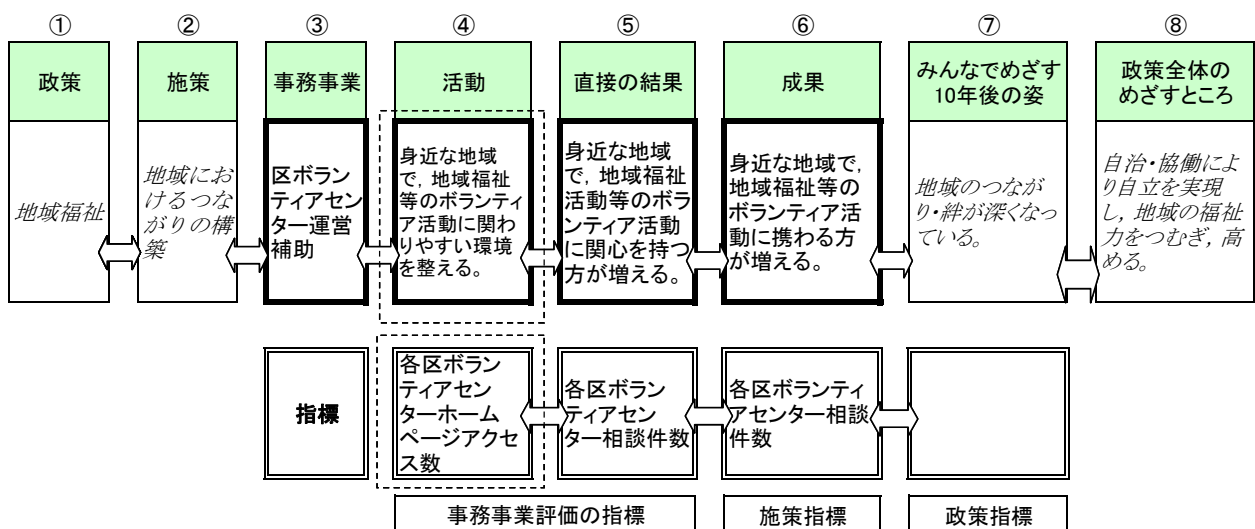 ①
②
③
④
⑤
⑥
⑦
⑧
政策
施策
事務事業
活動
直接の結果
成果
みんなでめざす
10年後の姿
政策全体の
めざすところ
地域福祉
地域にお
けるつな
がりの構
築
区ボラン
ティアセン
ター運営
補助
身近な地域
で，地域福祉
等のボランティ
ア活動に関わ
りやすい環境
を整える。
身近な地域
で，地域福祉
活動等のボラ
ンティア活動
に関心を持つ
方が増える。
身近な地域で，
地域福祉等の
ボランティア活
動に携わる方
が増える。
地域のつなが
り・絆が深くなっ
ている。
自治・協働によ
り自立を実現
し，地域の福祉
力をつむぎ，高
める。
指標
各区ボラン
ティアセン
ターホーム
ページアクセ
ス数
各区ボラン
ティアセン
ター相談件数
各区ボランティ
アセンター相談
件数
事務事業評価の指標
施策指標
政策指標